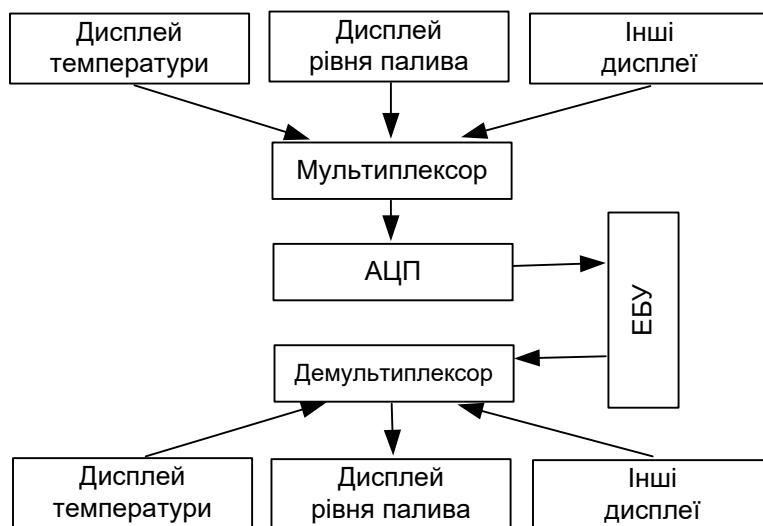 Дисплей
температури
Дисплей
рівня палива
Інші
дисплеї
Мультиплексор
АЦП
ЕБУ
Демультиплексор
Дисплей
температури
Дисплей
рівня палива
Інші
дисплеї